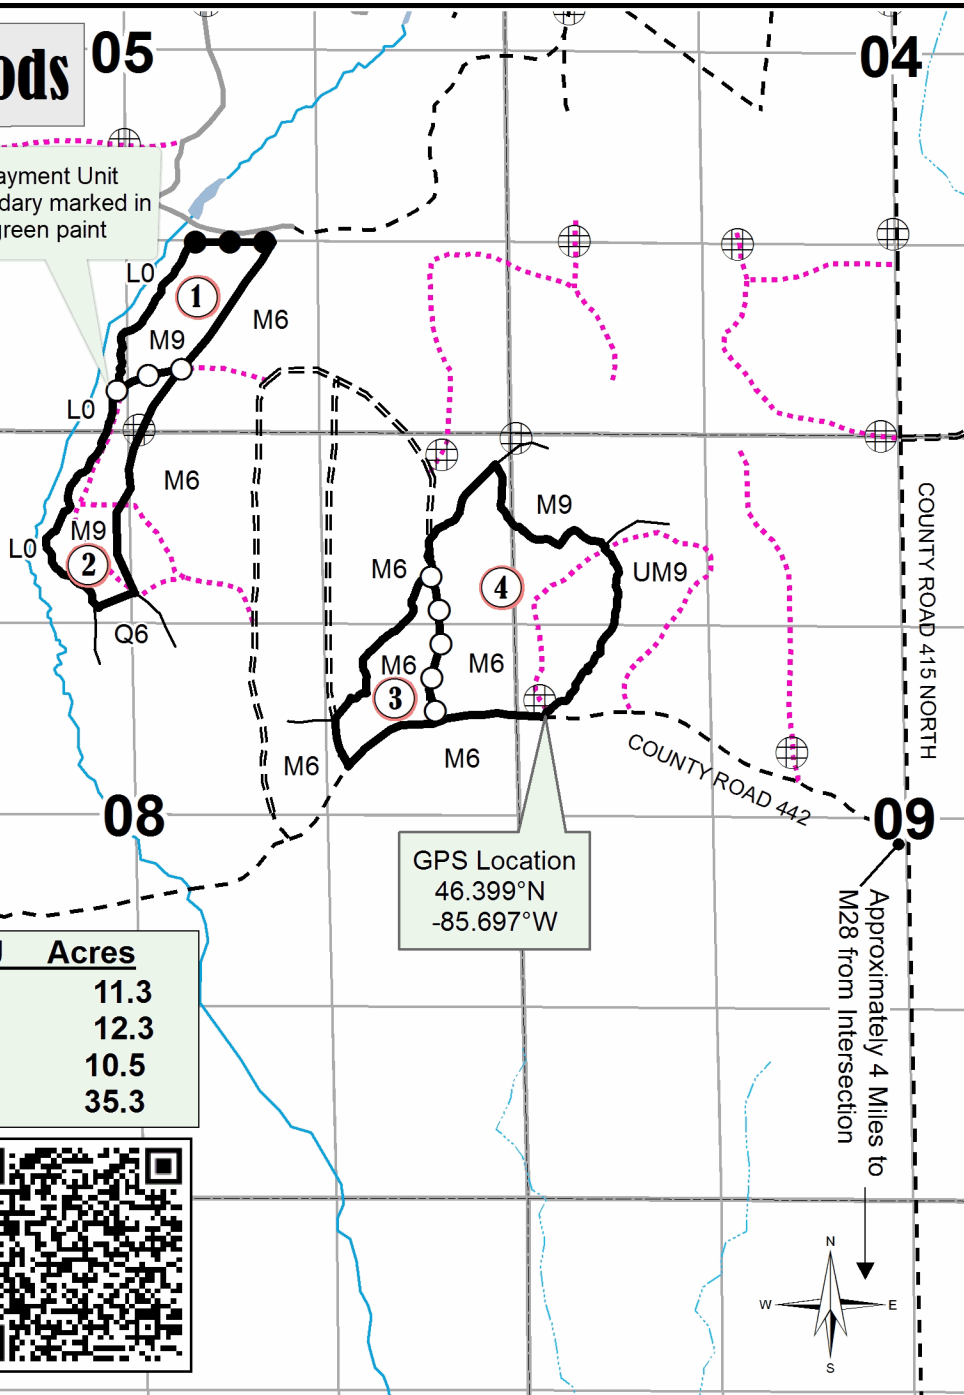 05
04
ods
ayment Unit
dary marked in
green paint
L0
1
M6
M9
L0
M6
M9
L0
2
Q6
M9
UM9
M6
4
M6
M6
3
M6
M6
COUNTY ROAD 415 NORTH
COUNTY ROAD 442
08
09
GPS Location
46.399°N
-85.697°W
Approximately 4 Miles to
M28 from Intersection
Acres
11.3
12.3
10.5
35.3
N
W E
S